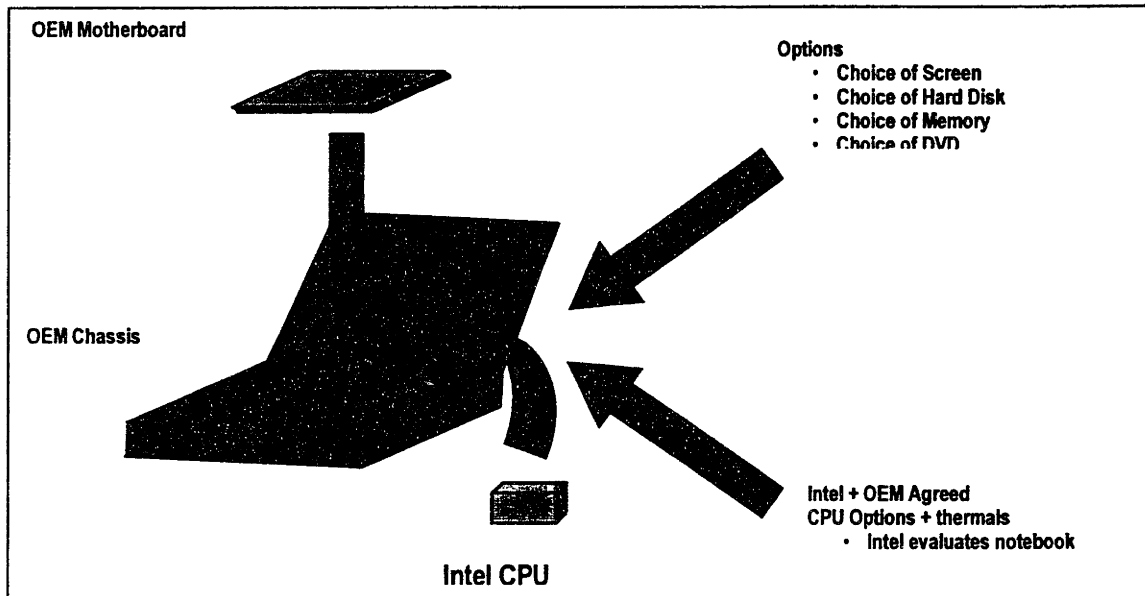 OEM Motherboard
Options
• Choice of Screen
• Choice of Hard Disk
• Choice of Memory
• Choice of DVD
OEM Chassis
Intel + OEM Agreed
CPU Options + thermals
• Intel evaluates notebook
Intel CPU